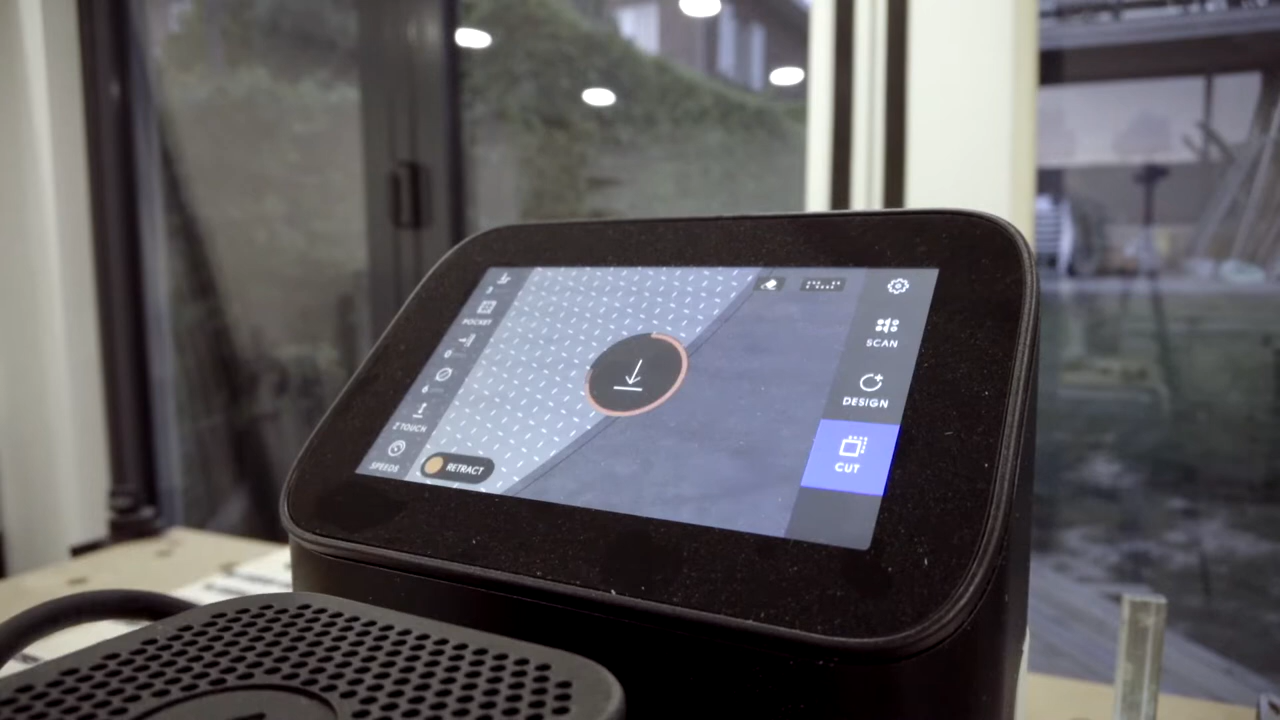 POCKET
Z TOUCH
SPEEDS
RETRACT
SCAN
DESIGN
CUT